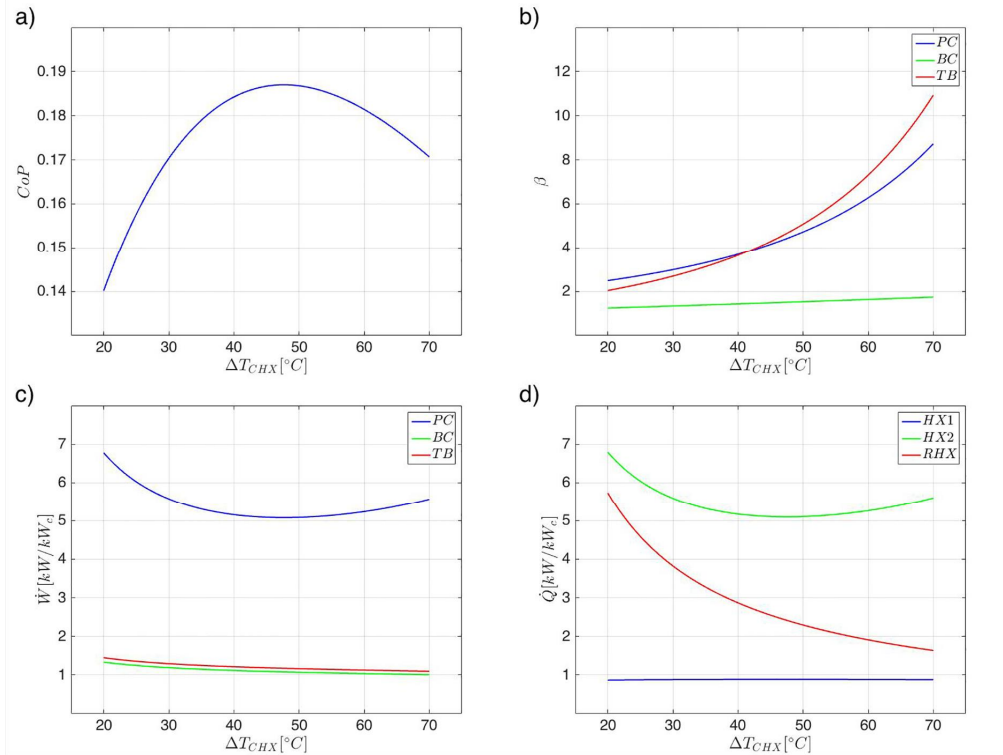 a)
0.19
0.18
0.17
0.16
0.15
0.14
CoP
20 30 40 50 60 70
ΔT_CHX[°C]
b)
PC
BC
TB
12
10
8
6
4
2
β
20 30 40 50 60 70
ΔT_CHX[°C]
c)
PC
BC
TB
7
6
5
4
3
2
1
Ẇ[kW/kW_c]
20 30 40 50 60 70
ΔT_CHX[°C]
d)
HX1
HX2
RHX
7
6
5
4
3
2
1
Q̇[kW/kW_c]
20 30 40 50 60 70
ΔT_CHX[°C]